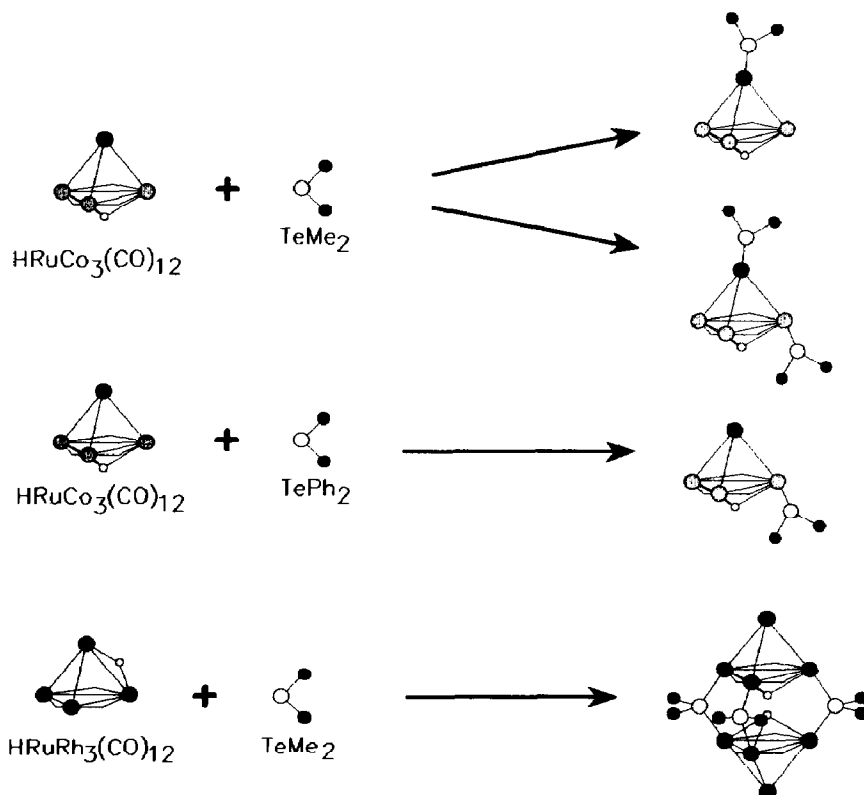 +
HRuCo3(CO)12 TeMe2
+
HRuCo3(CO)12 TePh2
+
HRuRh3(CO)12 TeMe2